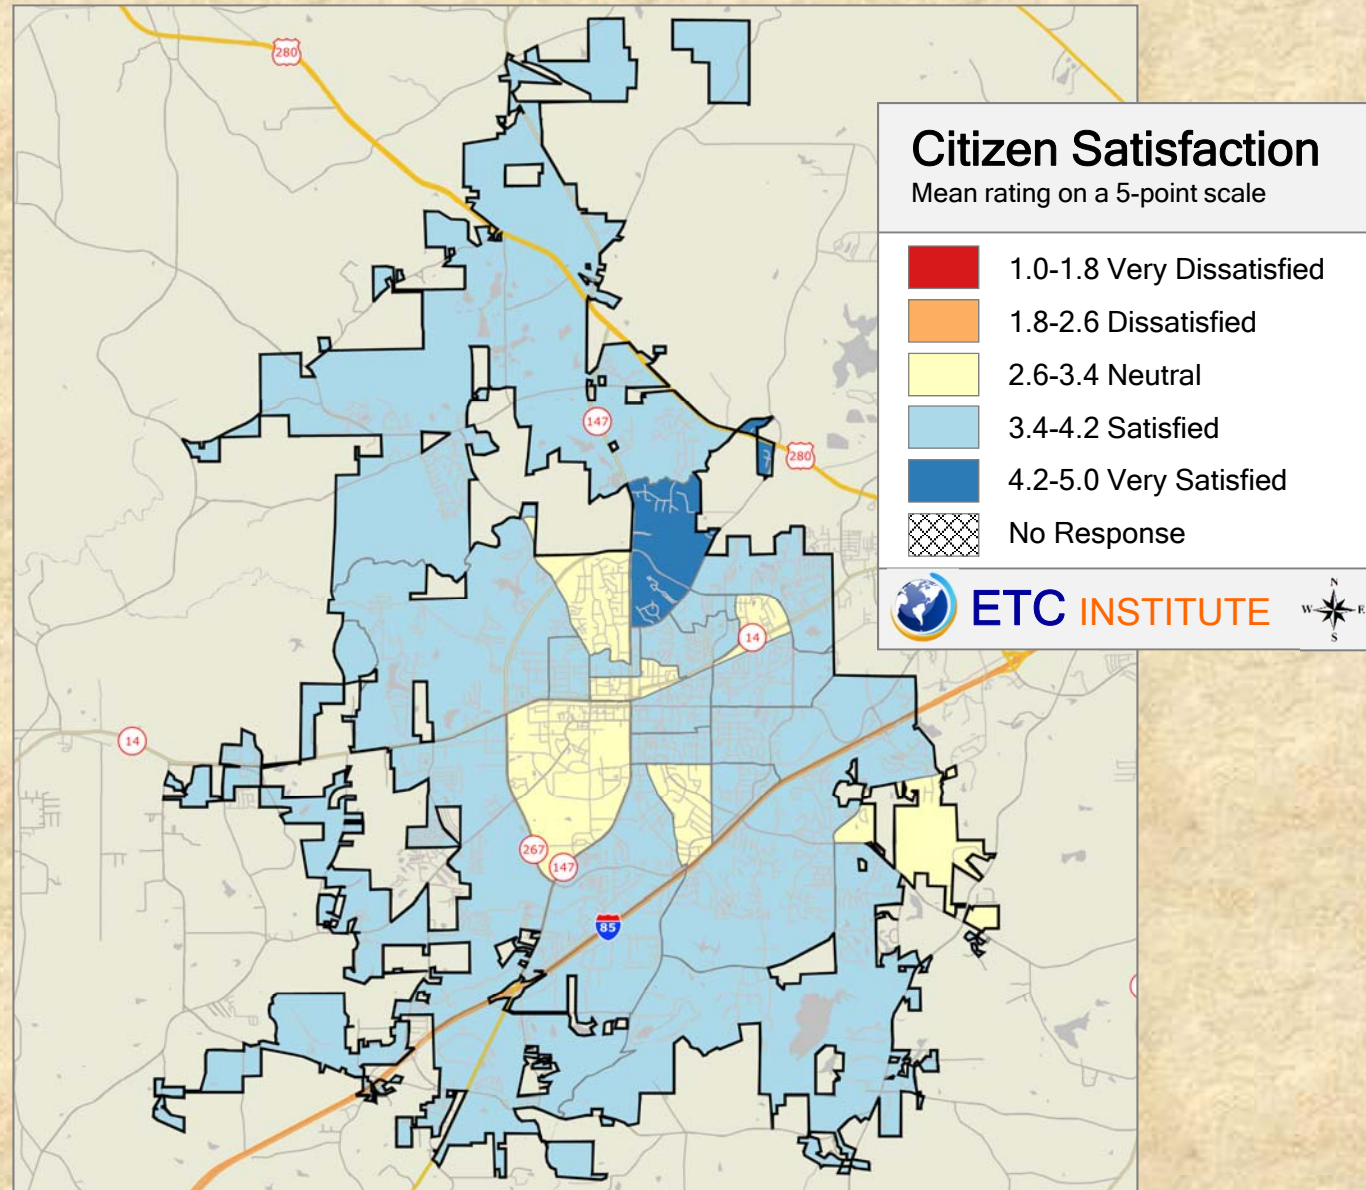 280
Citizen Satisfaction
Mean rating on a 5-point scale
1.0-1.8 Very Dissatisfied
1.8-2.6 Dissatisfied
2.6-3.4 Neutral
3.4-4.2 Satisfied
4.2-5.0 Very Satisfied
No Response
ETC INSTITUTE
N
W E
S
147
280
14
14
267
147
85